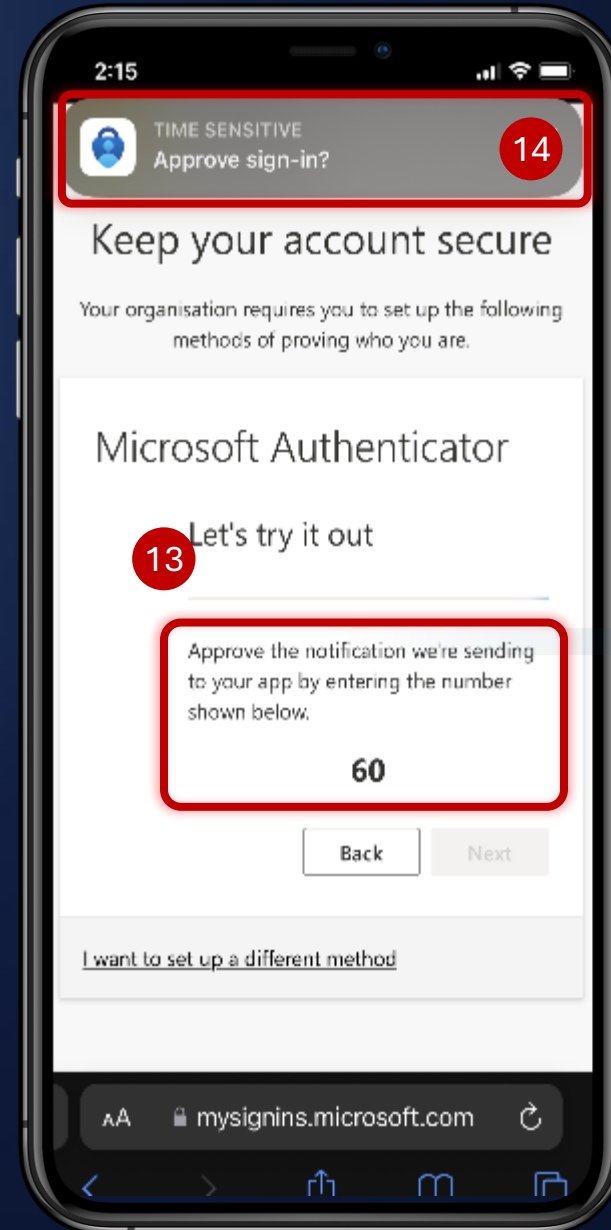 2:15
TIME SENSITIVE
Approve sign-in?
14
Keep your account secure
Your organisation requires you to set up the following
methods of proving who you are.
Microsoft Authenticator
Let's try it out
13
Approve the notification we're sending
to your app by entering the number
shown below.
60
Back
Next
I want to set up a different method
AA
mysignins.microsoft.com